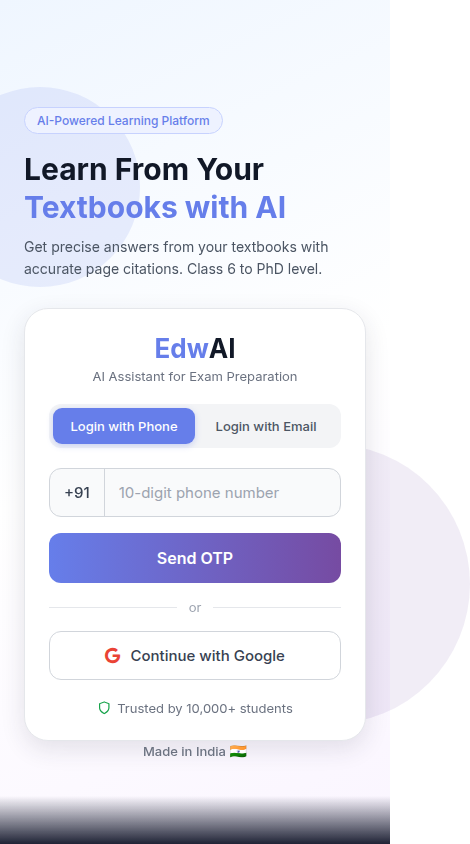 AI-Powered Learning Platform
Learn From Your
Textbooks with AI
Get precise answers from your textbooks with
accurate page citations. Class 6 to PhD level.
EdwAI
AI Assistant for Exam Preparation
Login with Phone
Login with Email
+91
10-digit phone number
Send OTP
or
Continue with Google
Trusted by 10,000+ students
Made in India 🇮🇳